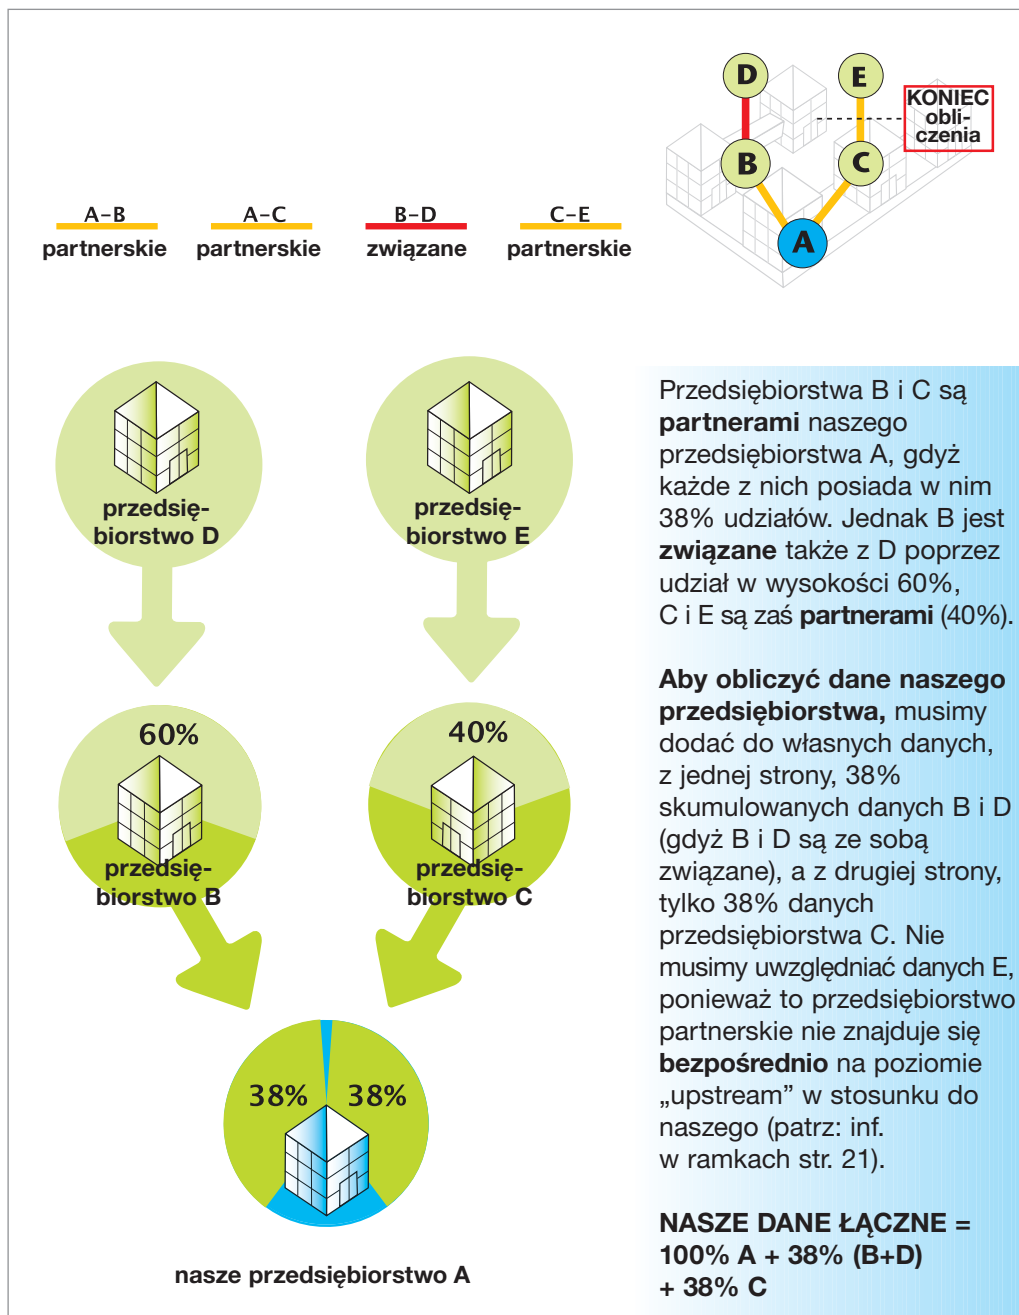 D
E
KONIEC
obli-
czenia
B
C
A
A-B
partnerskie
A-C
partnerskie
B-D
związane
C-E
partnerskie
przedsię-
biorstwo D
przedsię-
biorstwo E
60%
przedsię-
biorstwo B
40%
przedsię-
biorstwo C
38%
38%
nasze przedsiębiorstwo A
Przedsiębiorstwa B i C są
partnerami naszego
przedsiębiorstwa A, gdyż
każde z nich posiada w nim
38% udziałów. Jednak B jest
związane także z D poprzez
udział w wysokości 60%,
C i E są zaś partnerami (40%).
Aby obliczyć dane naszego
przedsiębiorstwa, musimy
dodać do własnych danych,
z jednej strony, 38%
skumulowanych danych B i D
(gdyż B i D są ze sobą
związane), a z drugiej strony,
tylko 38% danych
przedsiębiorstwa C. Nie
musimy uwzględniać danych E,
ponieważ to przedsiębiorstwo
partnerskie nie znajduje się
bezpośrednio na poziomie
„upstream” w stosunku do
naszego (patrz: inf.
w ramkach str. 21).
NASZE DANE ŁĄCZNE =
100% A + 38% (B+D)
+ 38% C